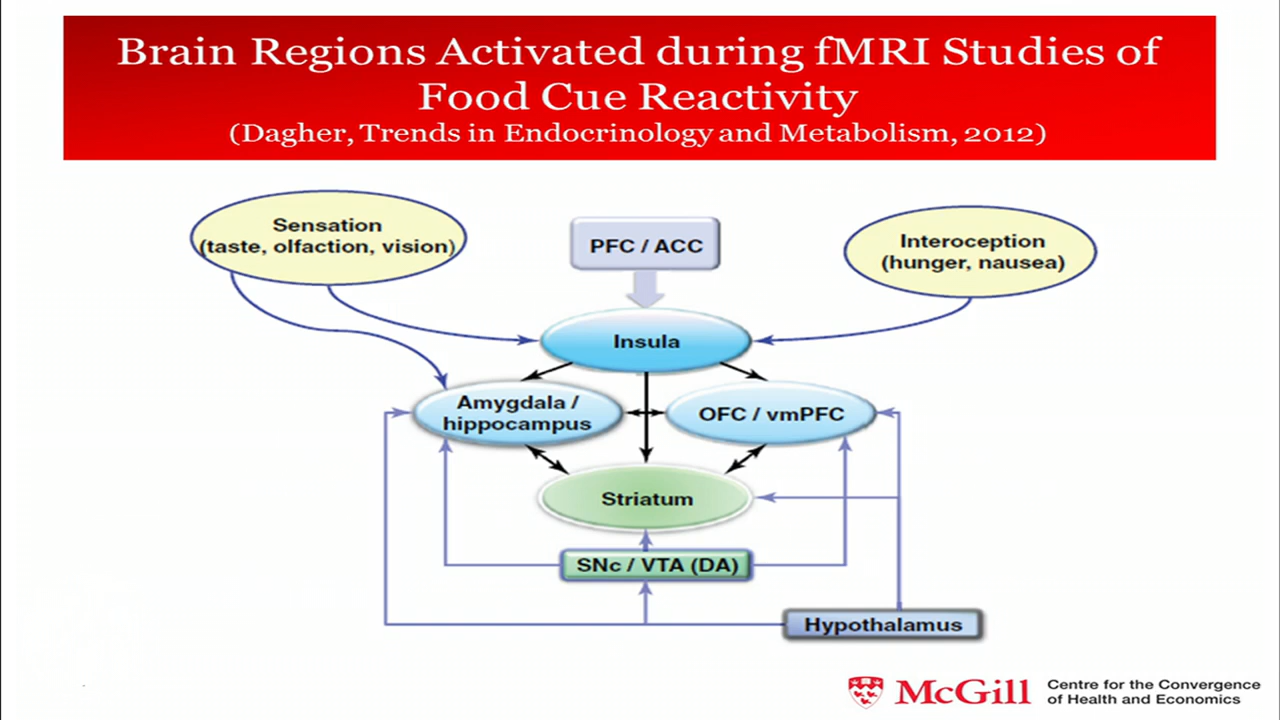 Brain Regions Activated during fMRI Studies of
Food Cue Reactivity
(Dagher, Trends in Endocrinology and Metabolism, 2012)
Sensation
(taste, olfaction, vision)
PFC / ACC
Interoception
(hunger, nausea)
Insula
Amygdala /
hippocampus
OFC / vmPFC
Striatum
SNc / VTA (DA)
Hypothalamus
McGill
Centre for the Convergence
of Health and Economics